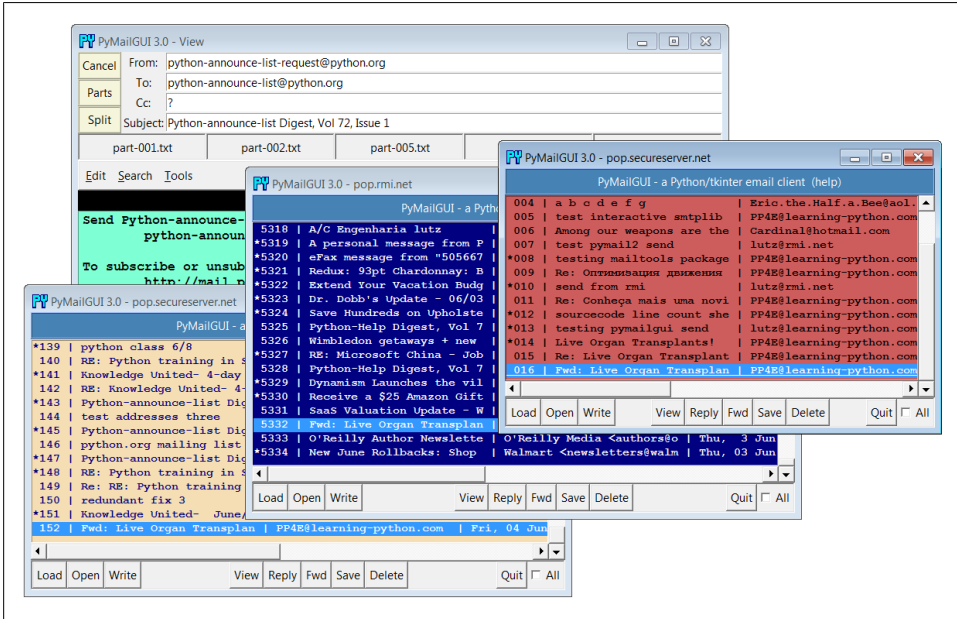 PyMailGUI 3.0 - View
Cancel From: python-announce-list-request@python.org
Parts To: python-announce-list@python.org
Cc: ?
Split Subject: Python-announce-list Digest, Vol 72, Issue 1
part-001.txt part-002.txt part-005.txt
Edit Search Tools
Send Python-announce-
python-announ
To subscribe or unsub
http://mail.p
PyMailGUI 3.0 - pop.secureserver.net
PyMailGUI - a Python/tkinter email client (help)
004 | a b c d e f g | Eric.the.Half.a.Bee@aol.
005 | test interactive smtplib | PP4E@learning-python.com
006 | Among our weapons are the | Cardinal@hotmail.com
007 | test pymail2 send | lutz@rmi.net
*008 | testing mailtools package | PP4E@learning-python.com
009 | Re: Оптимизация движения | PP4E@learning-python.com
*010 | send from rmi | lutz@rmi.net
011 | Re: Conheça mais uma novi | PP4E@learning-python.com
*012 | sourcecode line count she | PP4E@learning-python.com
*013 | testing pymailgui send | lutz@rmi.net
*014 | Live Organ Transplants! | PP4E@learning-python.com
015 | Re: Live Organ Transplant | PP4E@learning-python.com
016 | Fwd: Live Organ Transplan | PP4E@learning-python.com
Load Open Write View Reply Fwd Save Delete Quit All
PyMailGUI 3.0 - pop.rmi.net
PyMailGUI - a Pytho
5318 | A/C Engenharia lutz |
*5319 | A personal message from P |
*5320 | eFax message from "505667 |
*5321 | Redux: 93pt Chardonnay: B |
*5322 | Extend Your Vacation Budg |
*5323 | Dr. Dobb's Update - 06/03 |
*5324 | Save Hundreds on Upholste |
5325 | Python-Help Digest, Vol 7 |
5326 | Wimbledon getaways + new |
*5327 | RE: Microsoft China - Job |
5328 | Python-Help Digest, Vol 7 |
*5329 | Dynamism Launches the vil |
*5330 | Receive a $25 Amazon Gift |
5331 | SaaS Valuation Update - W |
5332 | Fwd: Live Organ Transplan |
5333 | O'Reilly Author Newslette | O'Reilly Media <authors@o | Thu, 3 Jun
*5334 | New June Rollbacks: Shop | Walmart <newsletters@walm | Thu, 03 Jun
Load Open Write View Reply Fwd Save Delete Quit All
PyMailGUI 3.0 - pop.secureserver.net
PyMailGUI - a
*139 | python class 6/8
140 | RE: Python training in S
*141 | Knowledge United- 4-day
142 | RE: Knowledge United- 4-
*143 | Python-announce-list Dig
144 | test addresses three
*145 | Python-announce-list Dig
146 | python.org mailing list
*147 | Python-announce-list Dig
*148 | RE: Python training in S
149 | Re: RE: Python training
150 | redundant fix 3
*151 | Knowledge United- June/
152 | Fwd: Live Organ Transplan | PP4E@learning-python.com | Fri, 04 Jun
Load Open Write View Reply Fwd Save Delete Quit All